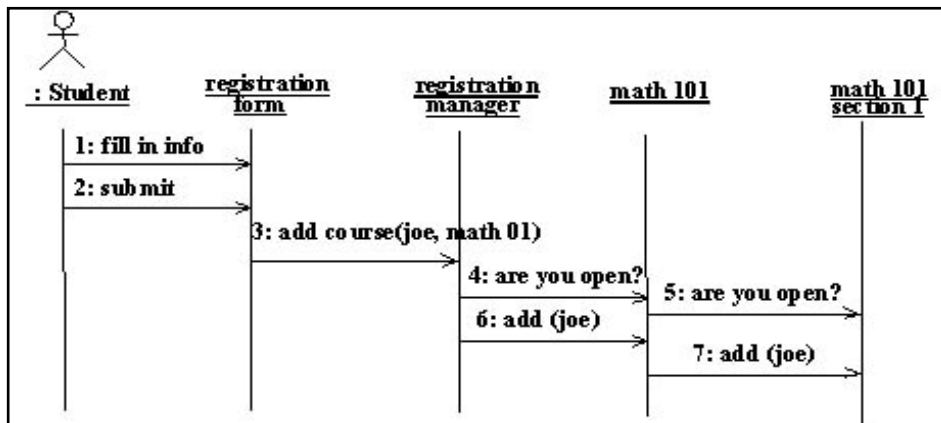 : Student
registration
form
registration
manager
math 101
math 101
section 1
1: fill in info
2: submit
3: add course(joe, math 01)
4: are you open?
5: are you open?
6: add (joe)
7: add (joe)